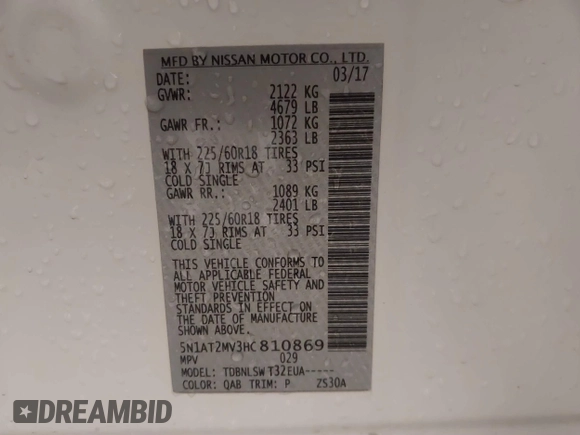 MFD BY NISSAN MOTOR CO., LTD.
DATE: 03/17
GVWR: 2122 KG
4679 LB
GAWR FR.: 1072 KG
2363 LB
WITH 225/60R18 TIRES
18 X 7J RIMS AT 33 PSI
COLD SINGLE
GAWR RR.: 1089 KG
2401 LB
WITH 225/60R18 TIRES
18 X 7J RIMS AT 33 PSI
COLD SINGLE
THIS VEHICLE CONFORMS TO
ALL APPLICABLE FEDERAL
MOTOR VEHICLE SAFETY AND
THEFT PREVENTION
STANDARDS IN EFFECT ON
THE DATE OF MANUFACTURE
SHOWN ABOVE.
5N1AT2MV3HC810869
MPV 029
MODEL: TDBNLSW T32EUA-----
COLOR: QAB TRIM: P ZS30A
DREAMBID